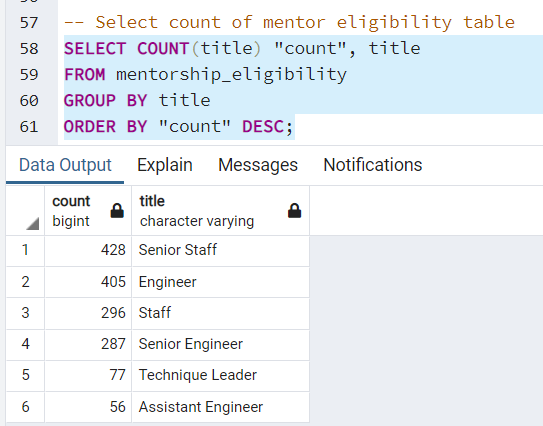 57 -- Select count of mentor eligibility table
58 SELECT COUNT(title) "count", title
59 FROM mentorship_eligibility
60 GROUP BY title
61 ORDER BY "count" DESC;
Data Output Explain Messages Notifications
count title
bigint character varying
1 428 Senior Staff
2 405 Engineer
3 296 Staff
4 287 Senior Engineer
5 77 Technique Leader
6 56 Assistant Engineer